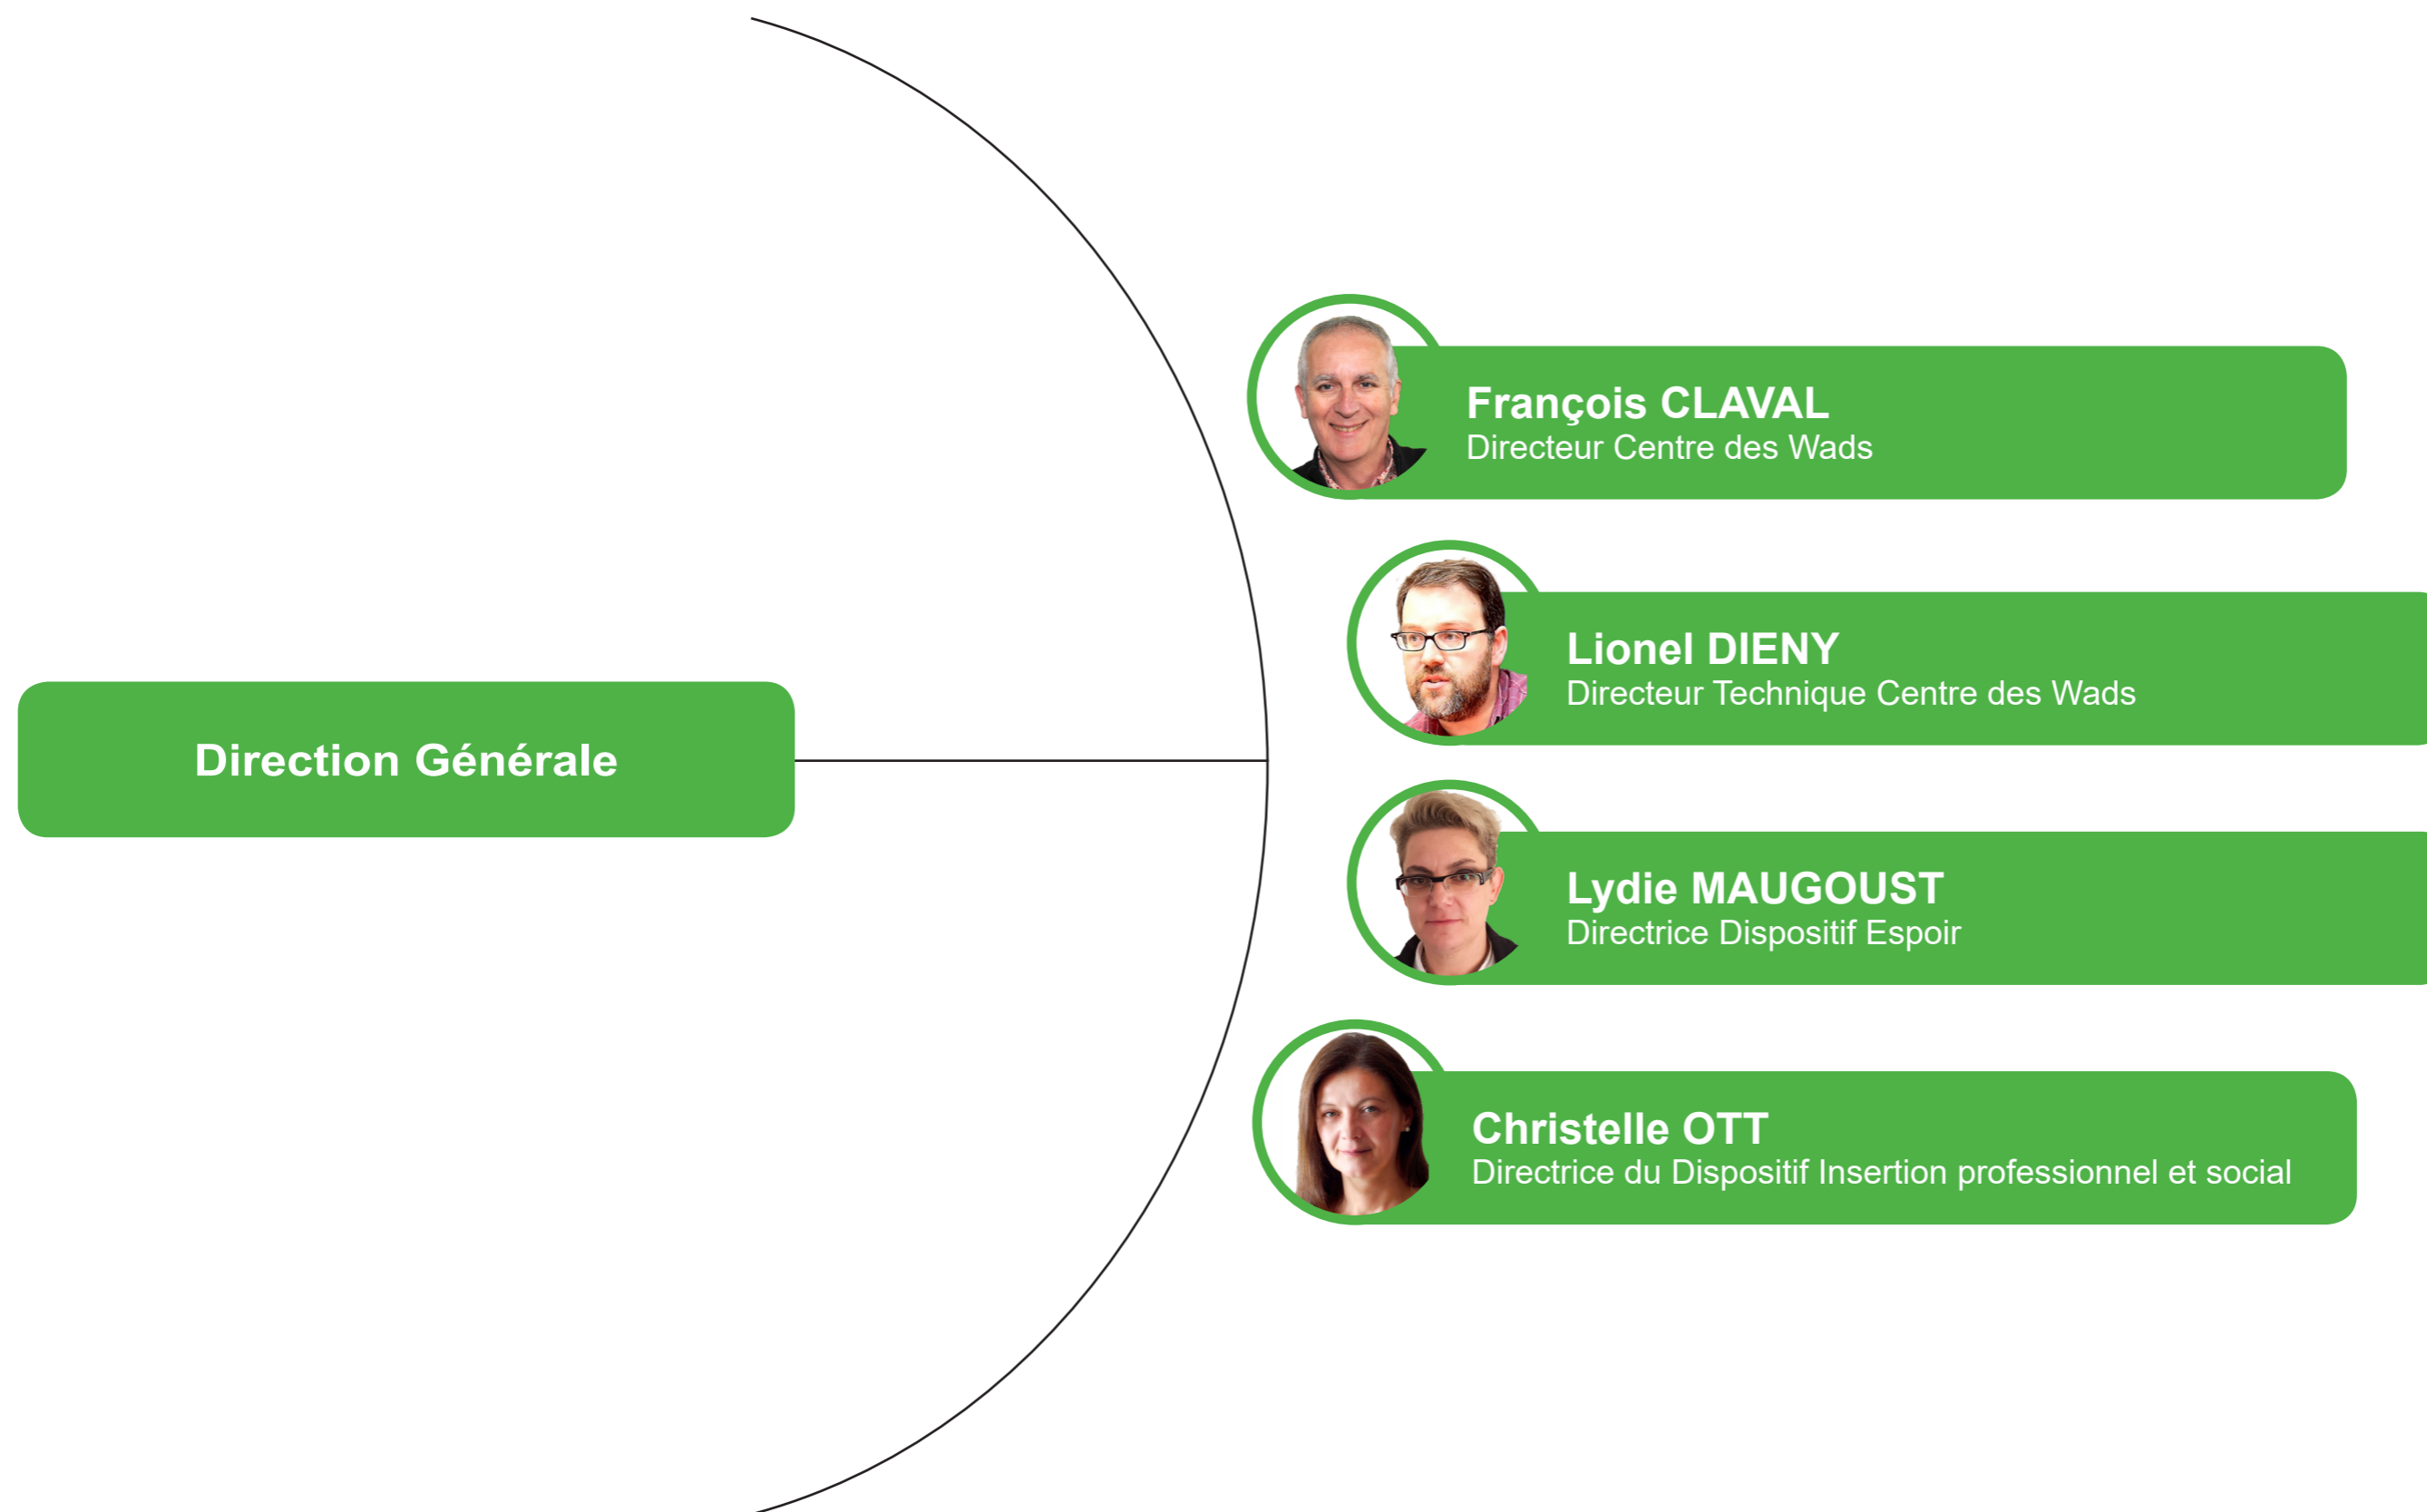 François CLAVAL
Directeur Centre des Wads
Lionel DIENY
Directeur Technique Centre des Wads
Direction Générale
Lydie MAUGOUST
Directrice Dispositif Espoir
Christelle OTT
Directrice du Dispositif Insertion professionnel et social